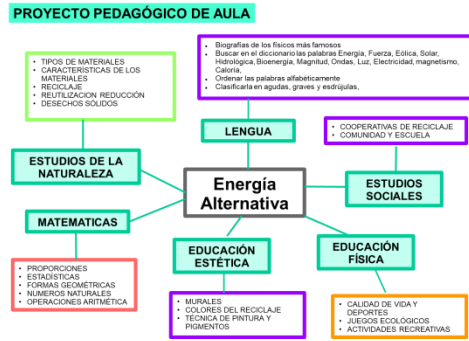 PROYECTO PEDAGÓGICO DE AULA
• Biografías de los físicos más famosos
• Buscar en el diccionario las palabras Energía, Fuerza, Eólica, Solar,
Hidrológica, Bioenergía, Magnitud, Ondas, Luz, Electricidad, magnetismo,
Caloría,
• Ordenar las palabras alfabéticamente
• Clasificarla en agudas, graves y esdrújulas,
• TIPOS DE MATERIALES
• CARACTERÍSTICAS DE LOS
MATERIALES
• RECICLAJE
• REUTILIZACION REDUCCIÓN
• DESECHOS SÓLIDOS
LENGUA
• COOPERATIVAS DE RECICLAJE
• COMUNIDAD Y ESCUELA
ESTUDIOS DE LA
NATURALEZA
Energía
Alternativa
ESTUDIOS
SOCIALES
MATEMATICAS
EDUCACIÓN
ESTÉTICA
EDUCACIÓN
FÍSICA
• PROPORCIONES
• ESTADÍSTICAS
• FORMAS GEOMÉTRICAS
• NUMEROS NATURALES
• OPERACIONES ARITMÉTICA
• MURALES
• COLORES DEL RECICLAJE
• TÉCNICA DE PINTURA Y
PIGMENTOS
• CALIDAD DE VIDA Y
DEPORTES
• JUEGOS ECOLÓGICOS
• ACTIVIDADES RECREATIVAS